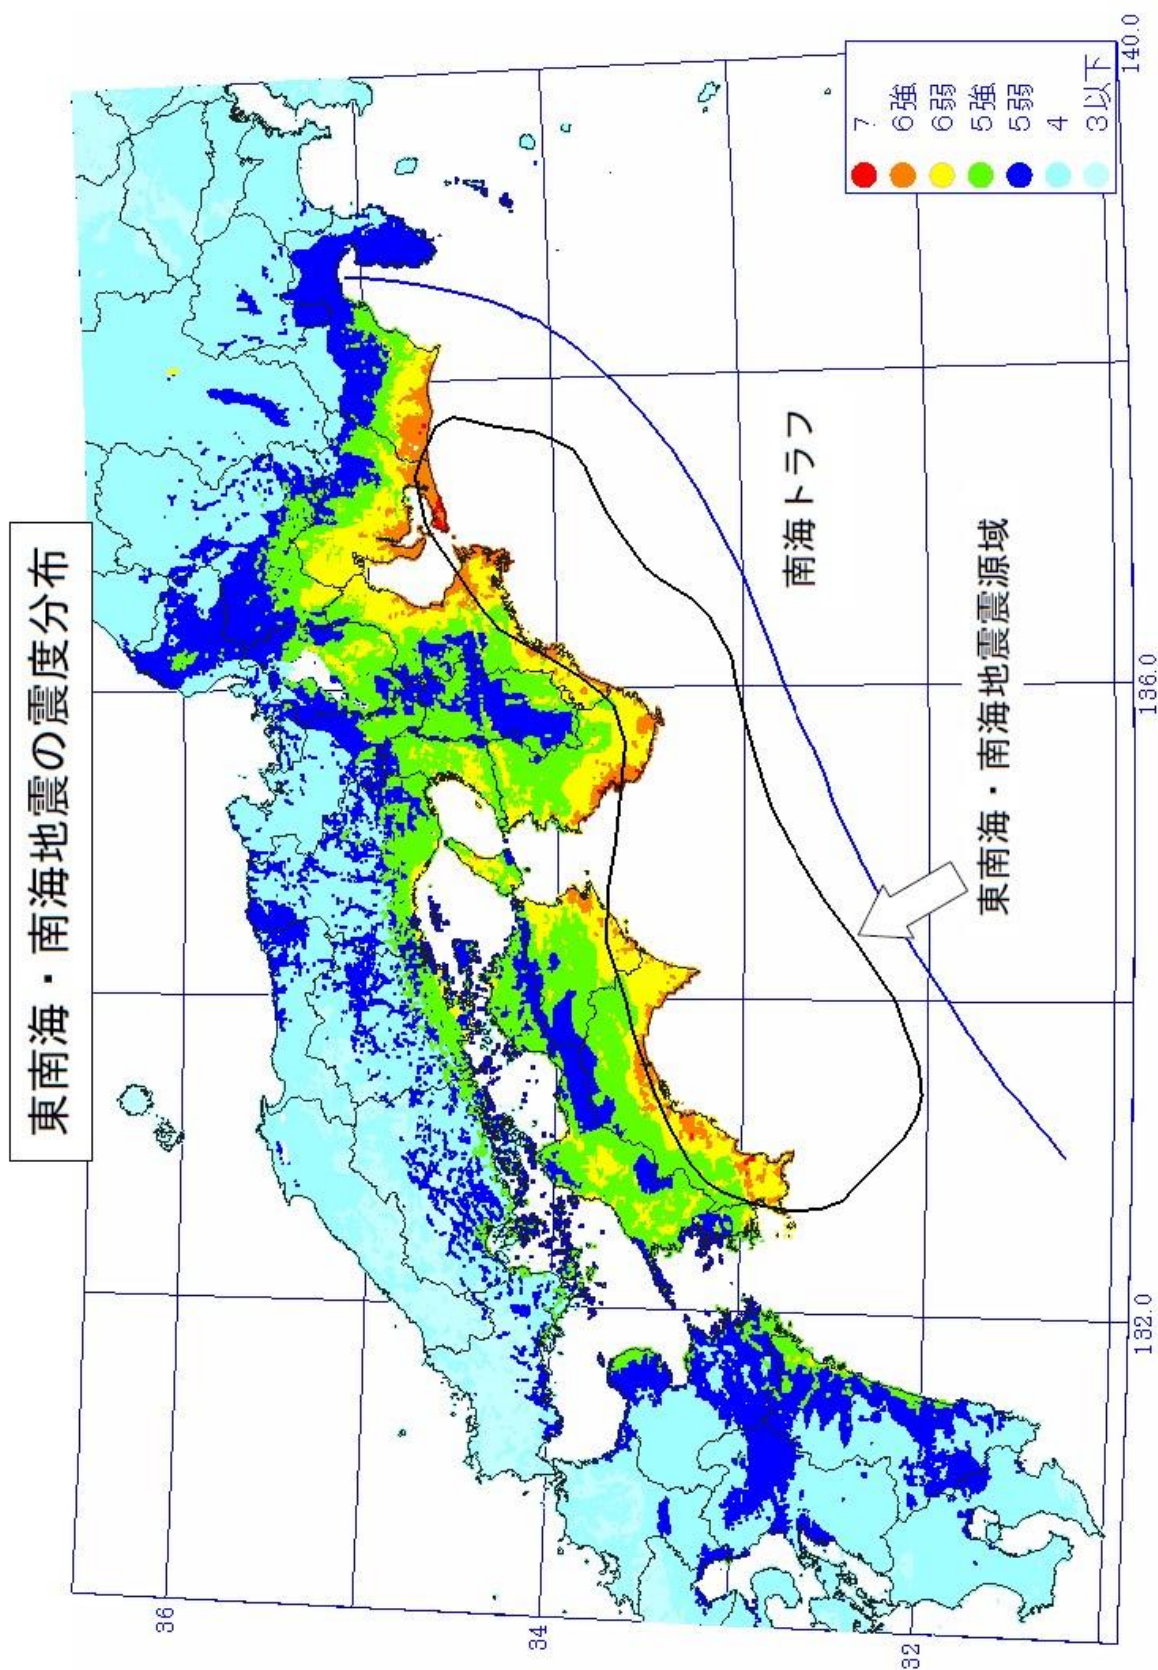 東南海・南海地震の震度分布
36
34
32
132.0
136.0
140.0
南海トラフ
東南海・南海地震震源域
7
6強
6弱
5強
5弱
4
3以下